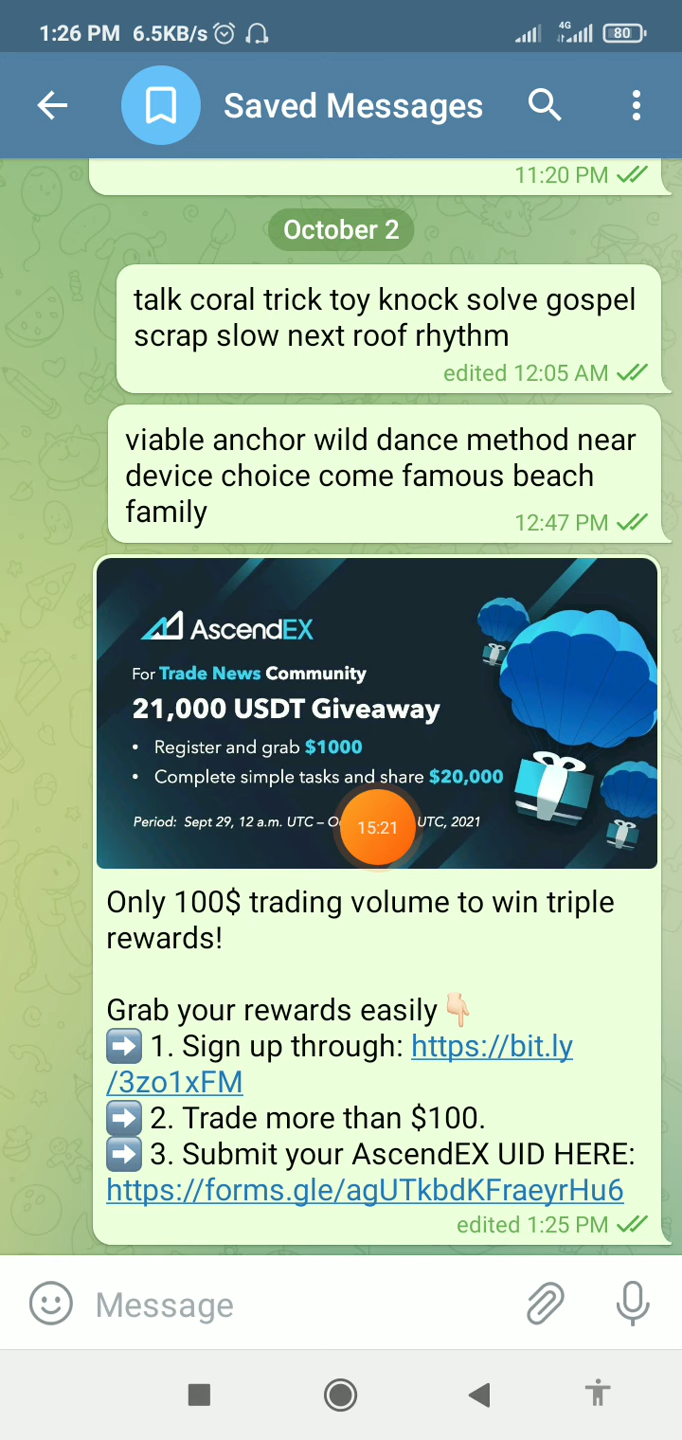 1:26 PM 6.5KB/s 4G 80
Saved Messages
11:20 PM
October 2
talk coral trick toy knock solve gospel
scrap slow next roof rhythm
edited 12:05 AM
viable anchor wild dance method near
device choice come famous beach
family
12:47 PM
AscendEX
For Trade News Community
21,000 USDT Giveaway
• Register and grab $1000
• Complete simple tasks and share $20,000
Period: Sept 29, 12 a.m. UTC – UTC, 2021
15:21
Only 100$ trading volume to win triple
rewards!
Grab your rewards easily👇🏻
➡️ 1. Sign up through: https://bit.ly
/3zo1xFM
➡️ 2. Trade more than $100.
➡️ 3. Submit your AscendEX UID HERE:
https://forms.gle/agUTkbdKFraeyrHu6
edited 1:25 PM
Message